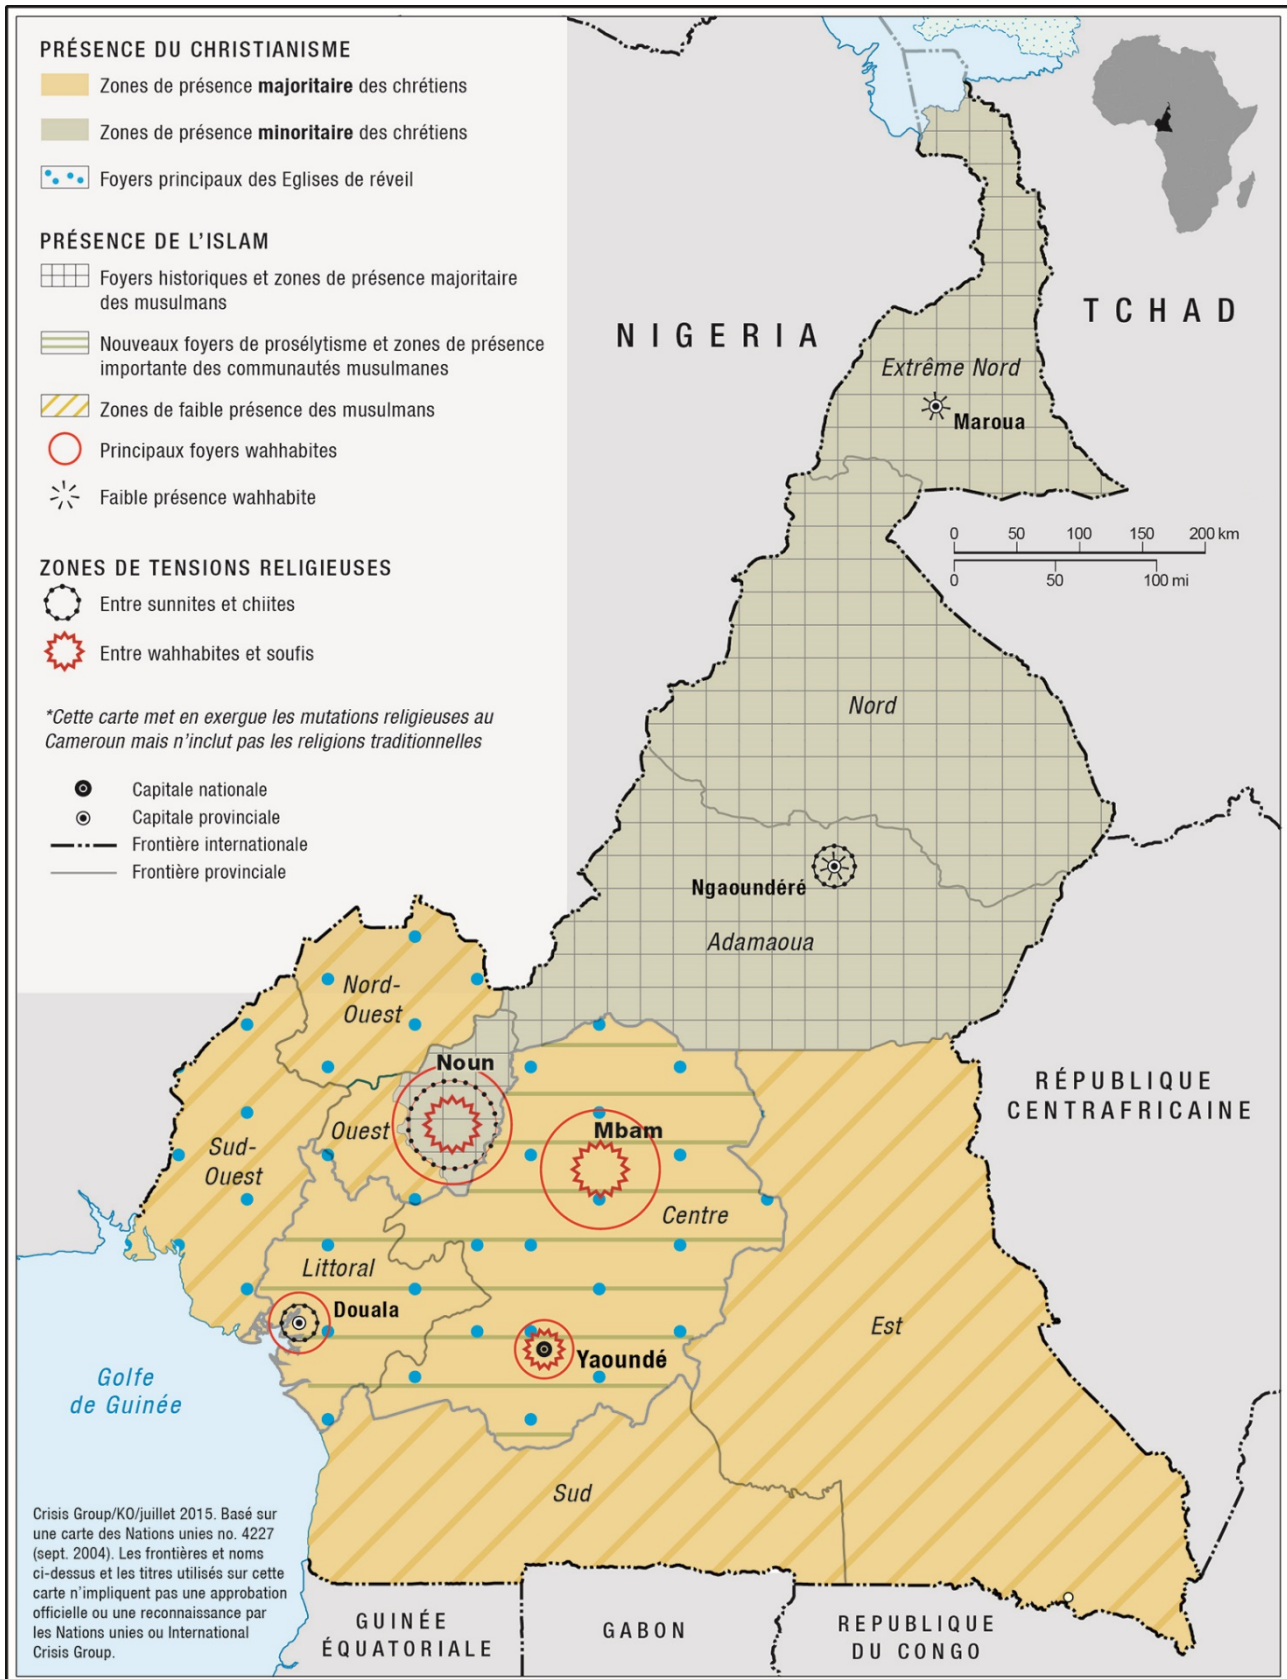 PRÉSENCE DU CHRISTIANISME
Zones de présence majoritaire des chrétiens
Zones de présence minoritaire des chrétiens
Foyers principaux des Eglises de réveil
PRÉSENCE DE L'ISLAM
Foyers historiques et zones de présence majoritaire
des musulmans
Nouveaux foyers de prosélytisme et zones de présence
importante des communautés musulmanes
Zones de faible présence des musulmans
Principaux foyers wahhabites
Faible présence wahhabite
ZONES DE TENSIONS RELIGIEUSES
Entre sunnites et chiites
Entre wahhabites et soufis
*Cette carte met en exergue les mutations religieuses au
Cameroun mais n'inclut pas les religions traditionnelles
Capitale nationale
Capitale provinciale
Frontière internationale
Frontière provinciale
NIGERIA
TCHAD
Extrême Nord
Maroua
0 50 100 150 200 km
0 50 100 mi
Nord
Ngaoundéré
Adamaoua
Nord-
Ouest
Noun
Ouest
Mbam
Sud-
Ouest
Centre
Littoral
Douala
Yaoundé
Est
Sud
RÉPUBLIQUE
CENTRAFRICAINE
Golfe
de Guinée
GUINÉE
ÉQUATORIALE
GABON
REPUBLIQUE
DU CONGO
Crisis Group/KO/juillet 2015. Basé sur
une carte des Nations unies no. 4227
(sept. 2004). Les frontières et noms
ci-dessus et les titres utilisés sur cette
carte n'impliquent pas une approbation
officielle ou une reconnaissance par
les Nations unies ou International
Crisis Group.